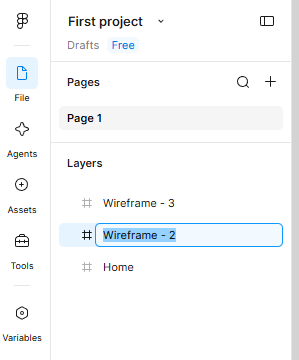 First project
Drafts Free
File
Pages
Page 1
Agents
Layers
Assets
Wireframe - 3
Wireframe - 2
Tools
Home
Variables